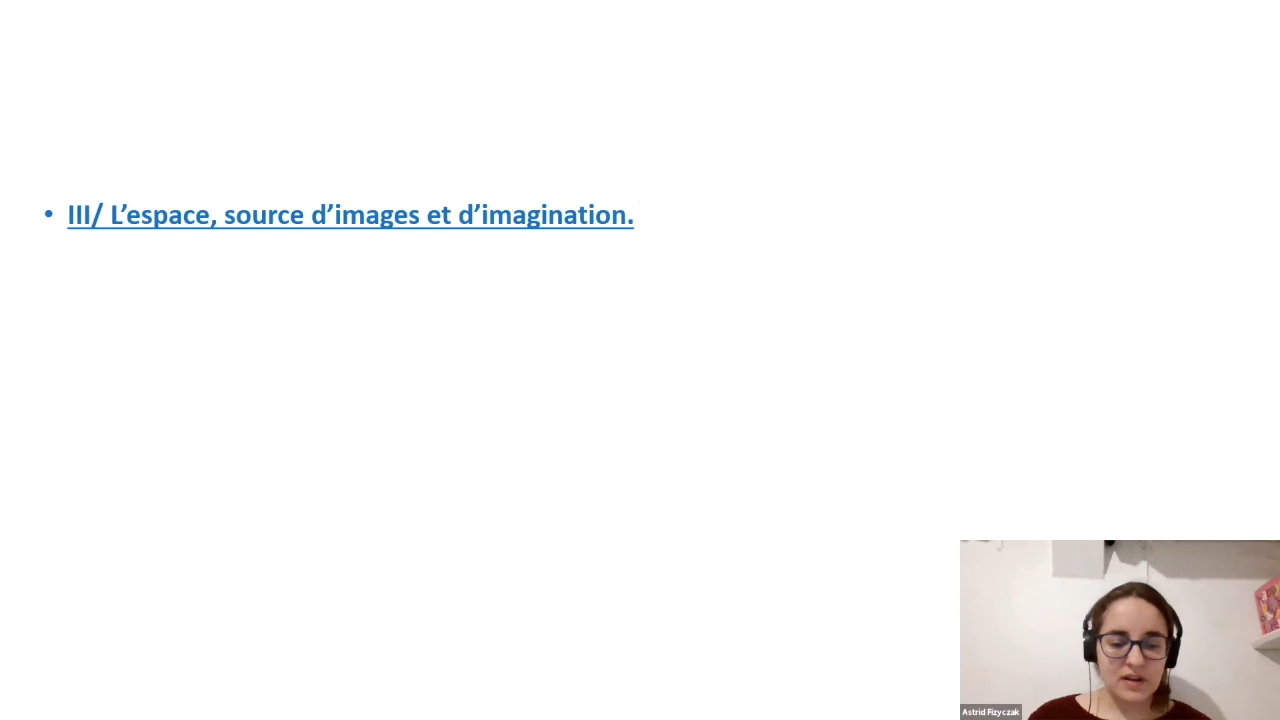 • III/ L’espace, source d’images et d’imagination.
Astrid Fizyczak